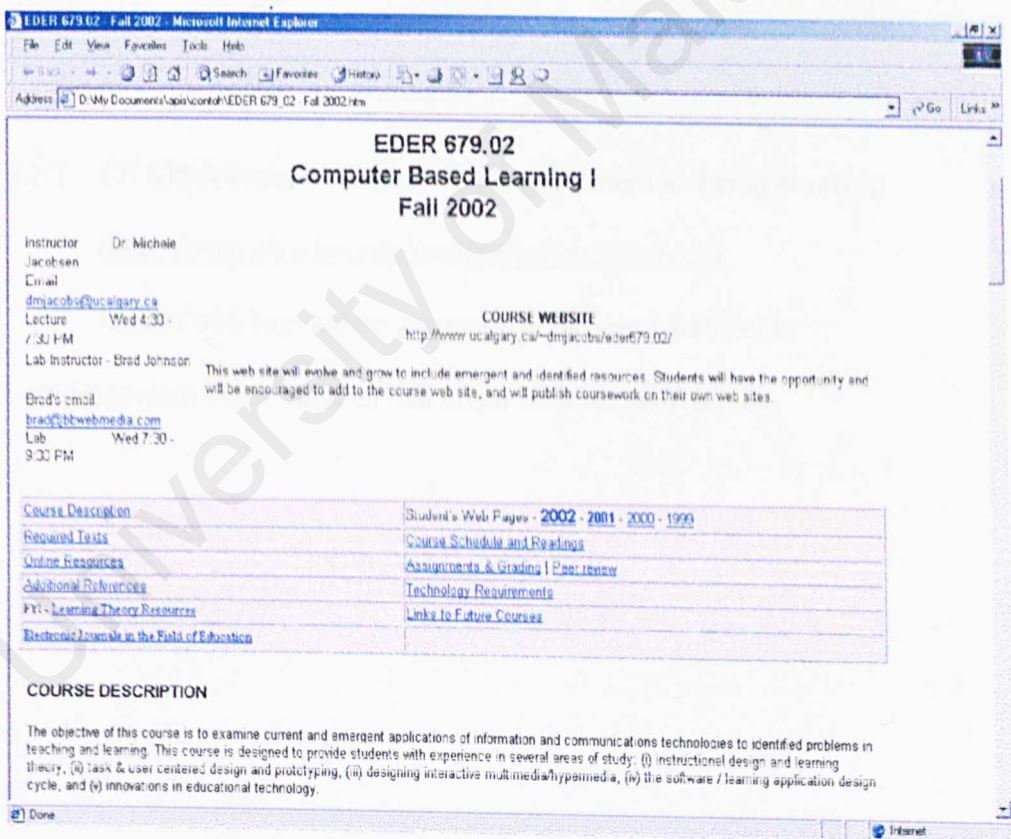 EDER 679.02 - Fall 2002 - Microsoft Internet Explorer
File Edit View Favorites Tools Help
Back Search Favorites History
Address D:\My Documents\apis\contoh\EDER 679_02 - Fall 2002.htm Go Links »
EDER 679.02
Computer Based Learning I
Fall 2002
Instructor Dr. Michele
Jacobsen
Email
dmjacobs@ucalgary.ca
Lecture Wed 4:30 -
7:30 PM
Lab Instructor - Brad Johnson
Brad's email
brad@bbwebmedia.com
Lab Wed 7:30 -
9:30 PM
COURSE WEBSITE
http://www.ucalgary.ca/~dmjacobs/eder679.02/
This web site will evolve and grow to include emergent and identified resources. Students will have the opportunity and
will be encouraged to add to the course web site, and will publish coursework on their own web sites.
Course Description Student's Web Pages - 2002 - 2001 - 2000 - 1999
Required Texts Course Schedule and Readings
Online Resources Assignments & Grading | Peer review
Additional References Technology Requirements
FYI - Learning Theory Resources Links to Future Courses
Electronic Journals in the Field of Education
COURSE DESCRIPTION
The objective of this course is to examine current and emergent applications of information and communications technologies to identified problems in
teaching and learning. This course is designed to provide students with experience in several areas of study: (i) instructional design and learning
theory, (ii) task & user centered design and prototyping, (iii) designing interactive multimedia/hypermedia, (iv) the software / learning application design
cycle, and (v) innovations in educational technology.
Done Internet
University of Mala